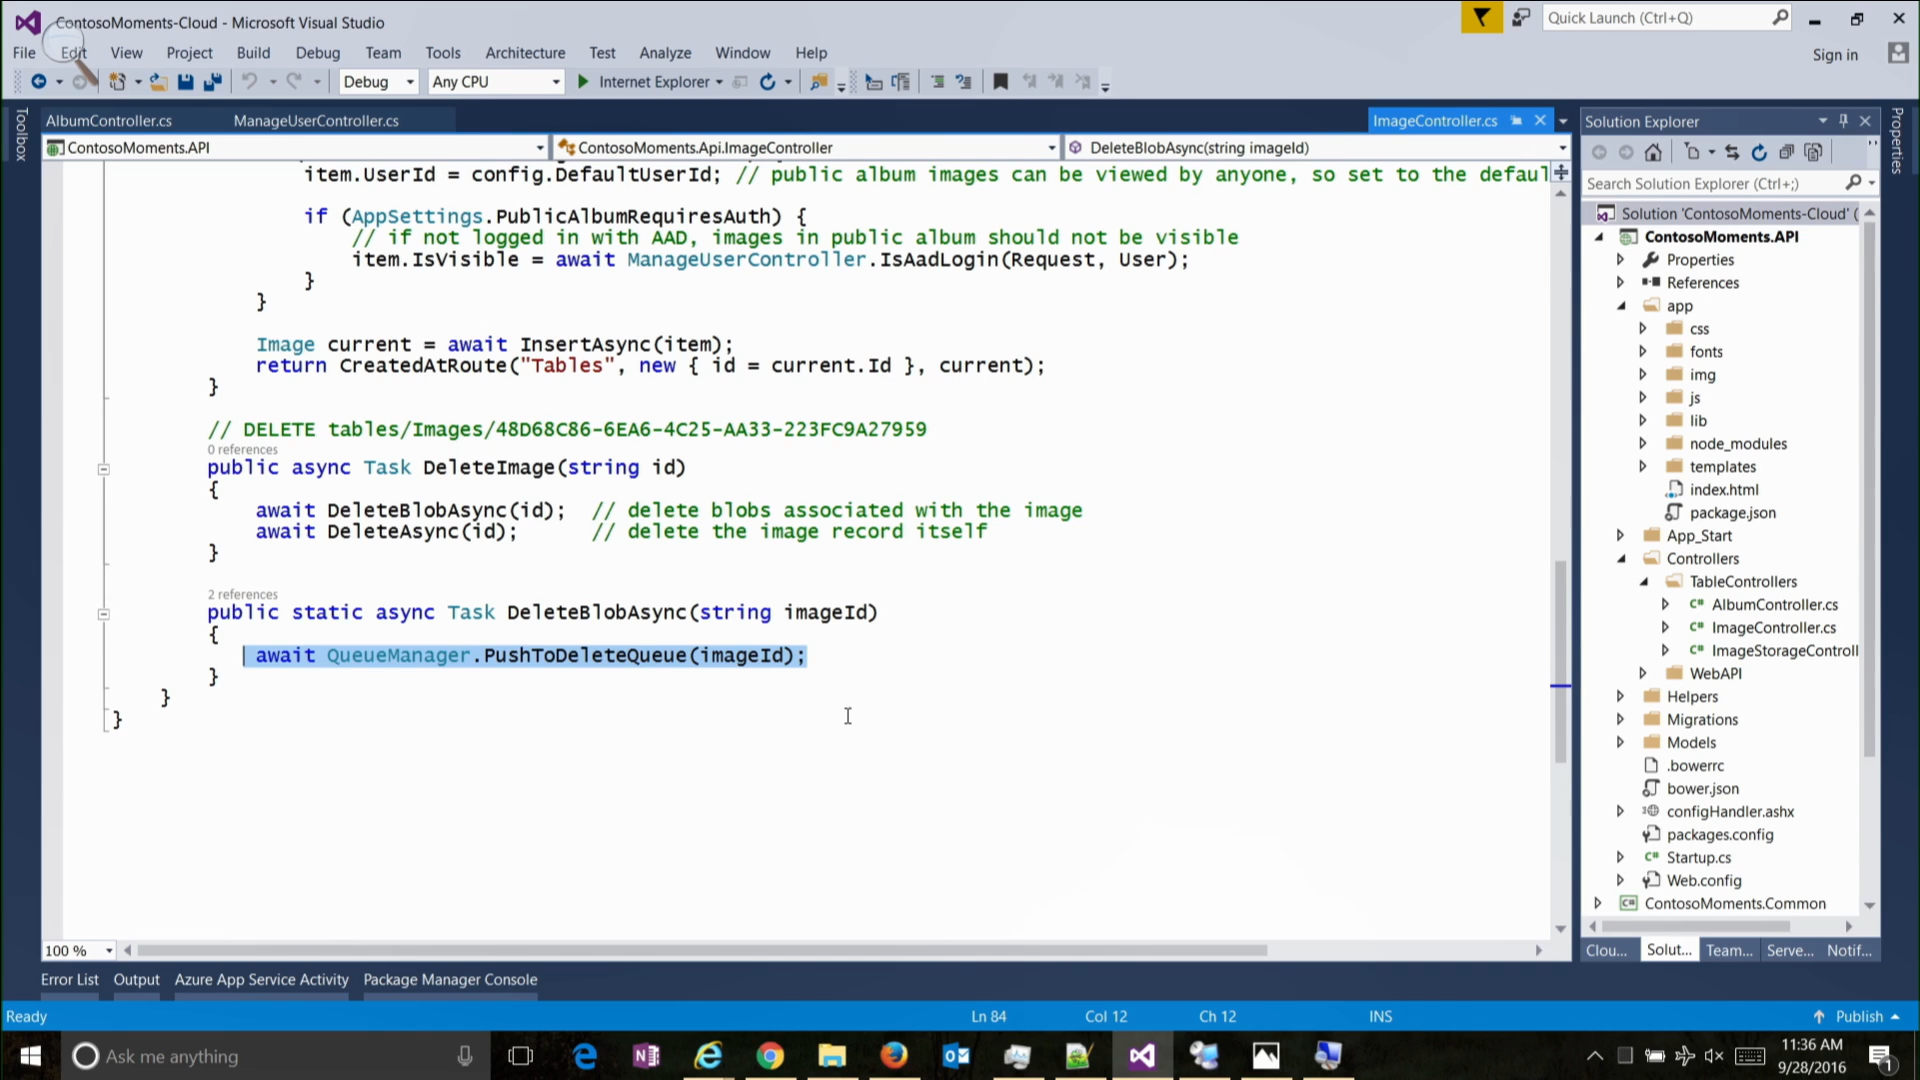 ContosoMoments-Cloud - Microsoft Visual Studio
Quick Launch (Ctrl+Q)
File Edit View Project Build Debug Team Tools Architecture Test Analyze Window Help
Sign in
Debug Any CPU Internet Explorer
Toolbox
AlbumController.cs ManageUserController.cs ImageController.cs
ContosoMoments.API ContosoMoments.Api.ImageController DeleteBlobAsync(string imageId)
item.UserId = config.DefaultUserId; // public album images can be viewed by anyone, so set to the defaul
if (AppSettings.PublicAlbumRequiresAuth) {
// if not logged in with AAD, images in public album should not be visible
item.IsVisible = await ManageUserController.IsAadLogin(Request, User);
}
}
Image current = await InsertAsync(item);
return CreatedAtRoute("Tables", new { id = current.Id }, current);
}
// DELETE tables/Images/48D68C86-6EA6-4C25-AA33-223FC9A27959
0 references
public async Task DeleteImage(string id)
{
await DeleteBlobAsync(id); // delete blobs associated with the image
await DeleteAsync(id); // delete the image record itself
}
2 references
public static async Task DeleteBlobAsync(string imageId)
{
await QueueManager.PushToDeleteQueue(imageId);
}
}
}
100 %
Solution Explorer
Search Solution Explorer (Ctrl+;)
Solution 'ContosoMoments-Cloud' (
ContosoMoments.API
Properties
References
app
css
fonts
img
js
lib
node_modules
templates
index.html
package.json
App_Start
Controllers
TableControllers
AlbumController.cs
ImageController.cs
ImageStorageControll
WebAPI
Helpers
Migrations
Models
.bowerrc
bower.json
configHandler.ashx
packages.config
Startup.cs
Web.config
ContosoMoments.Common
Clou... Solut... Team... Serve... Notif...
Properties
Error List Output Azure App Service Activity Package Manager Console
Ready Ln 84 Col 12 Ch 12 INS Publish
Ask me anything
11:36 AM
9/28/2016
1